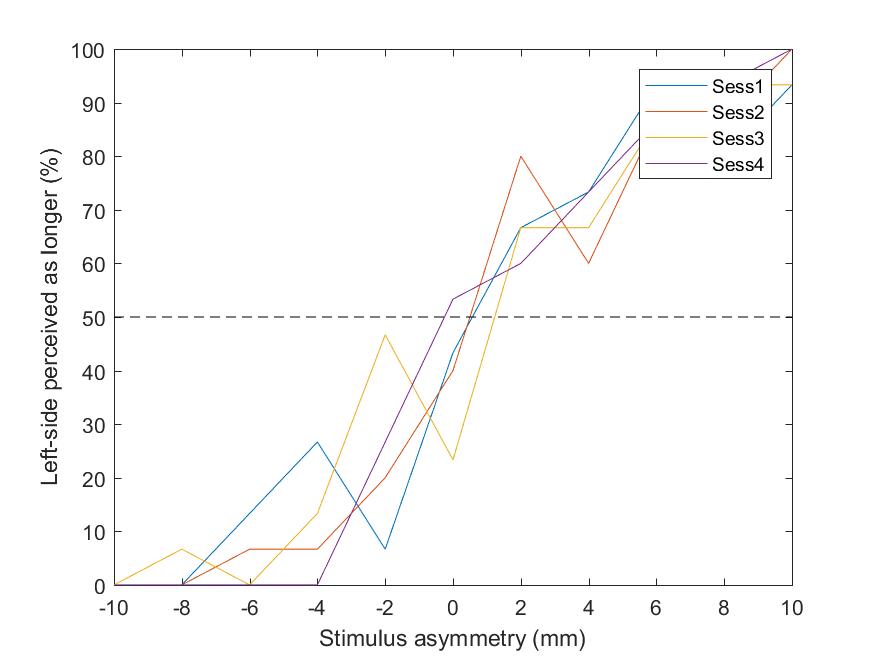 100
90
80
70
60
50
40
30
20
10
0
Left-side perceived as longer (%)
Sess1
Sess2
Sess3
Sess4
-10 -8 -6 -4 -2 0 2 4 6 8 10
Stimulus asymmetry (mm)